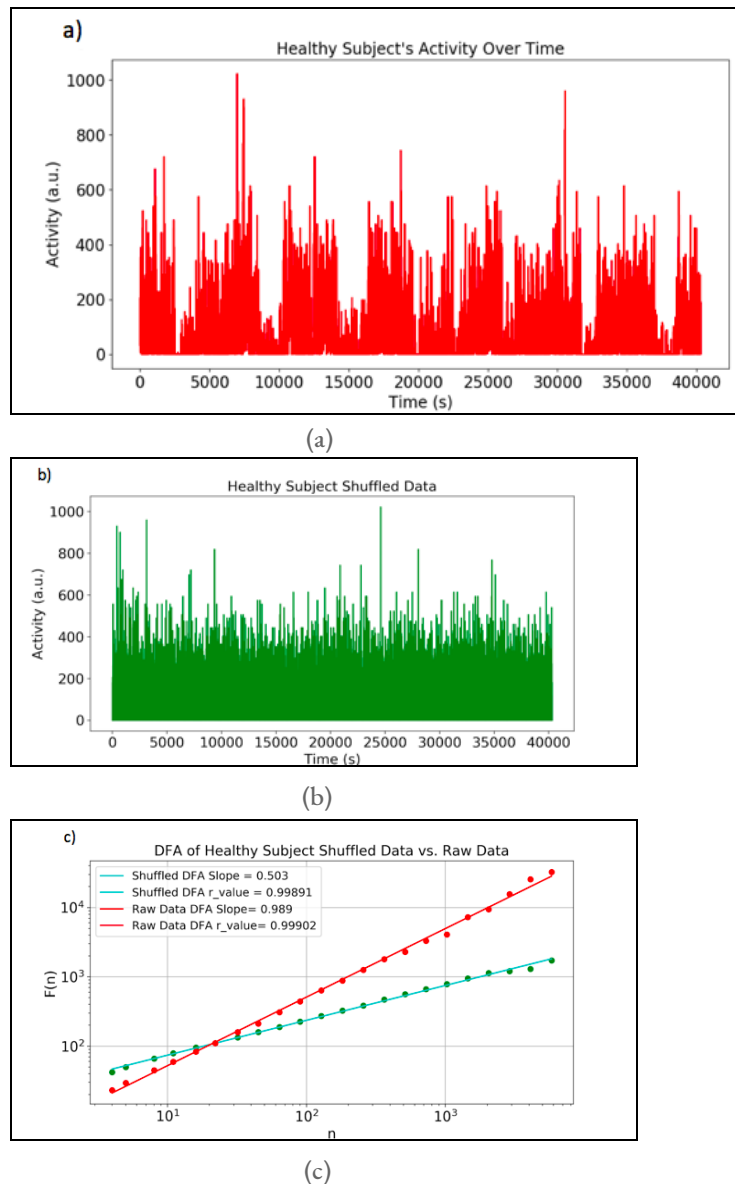 a)
Healthy Subject's Activity Over Time
Activity (a.u.)
1000
800
600
400
200
0
0 5000 10000 15000 20000 25000 30000 35000 40000
Time (s)
(a)
b)
Healthy Subject Shuffled Data
Activity (a.u.)
1000
800
600
400
200
0
0 5000 10000 15000 20000 25000 30000 35000 40000
Time (s)
(b)
c)
DFA of Healthy Subject Shuffled Data vs. Raw Data
Shuffled DFA Slope = 0.503
Shuffled DFA r_value = 0.99891
Raw Data DFA Slope= 0.989
Raw Data DFA r_value= 0.99902
F(n)
10⁴
10³
10²
10¹ 10² 10³
n
(c)